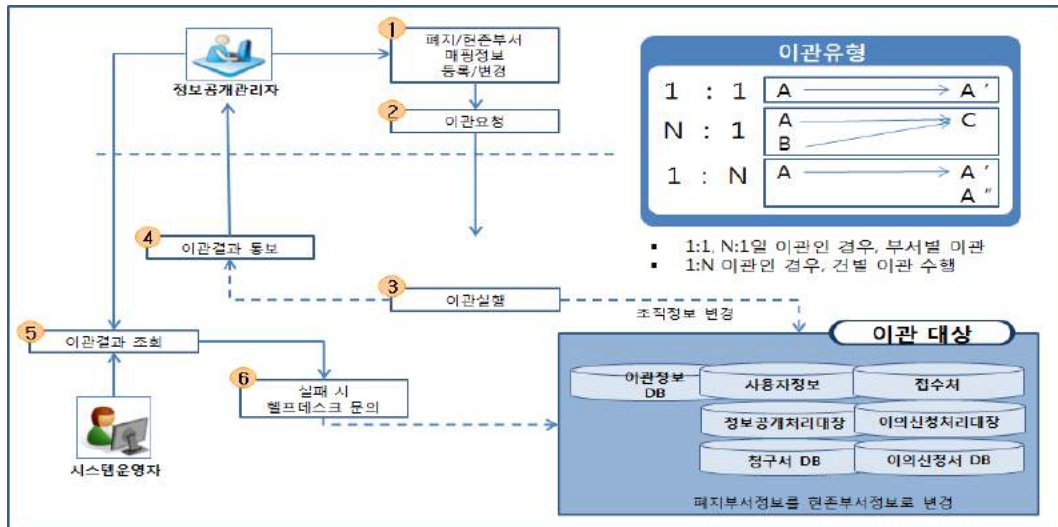 정보공개관리자
1
폐지/현존부서
매핑정보
등록/변경
2
이관요청
이관유형
1 : 1
A
A′
N : 1
A
B
C
1 : N
A
A′
A″
▪ 1:1, N:1일 이관인 경우, 부서별 이관
▪ 1:N 이관인 경우, 건별 이관 수행
4
이관결과 통보
3
이관실행
조직정보 변경
5
이관결과 조회
6
실패 시
헬프데스크 문의
시스템운영자
이관 대상
이관정보
DB
사용자정보
접수처
정보공개처리대장
이의신청처리대장
청구서 DB
이의신청서 DB
폐지부서정보를 현존부서정보로 변경